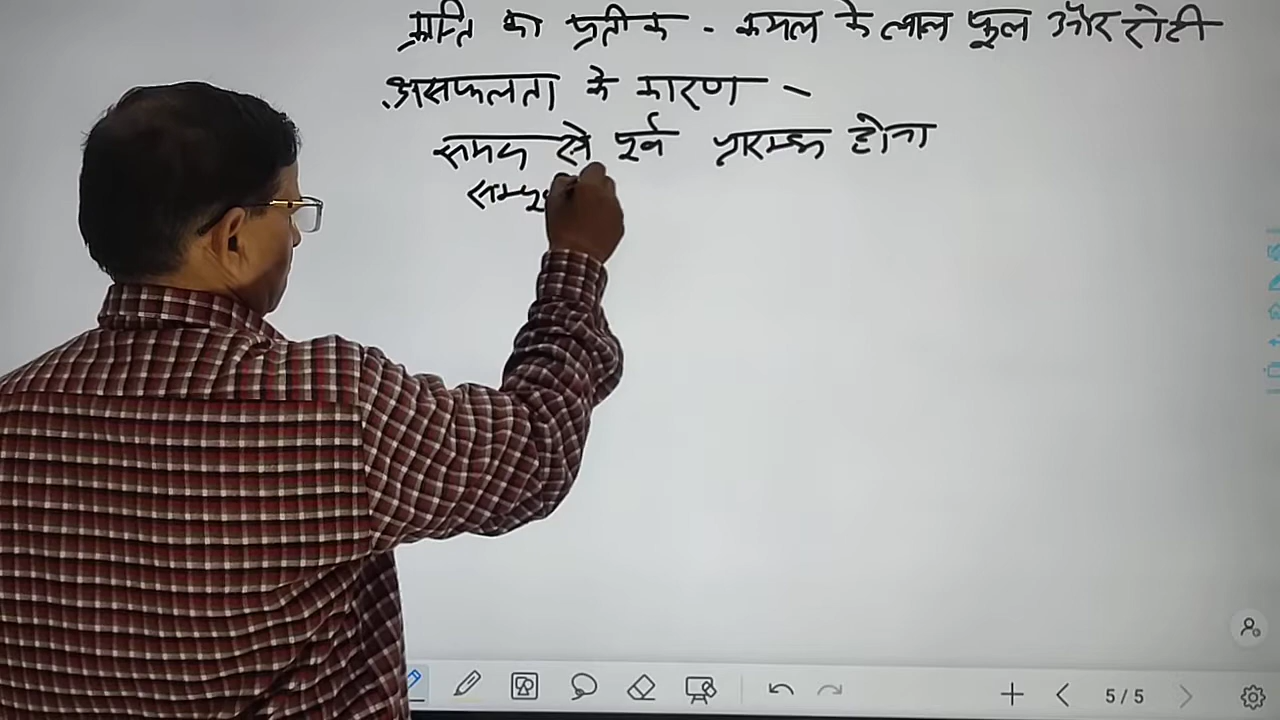 क्रान्ति का प्रतीक - कमल के लाल फूल और रोटी
असफलता के कारण -
समय से पूर्व प्रारम्भ होना
5/5